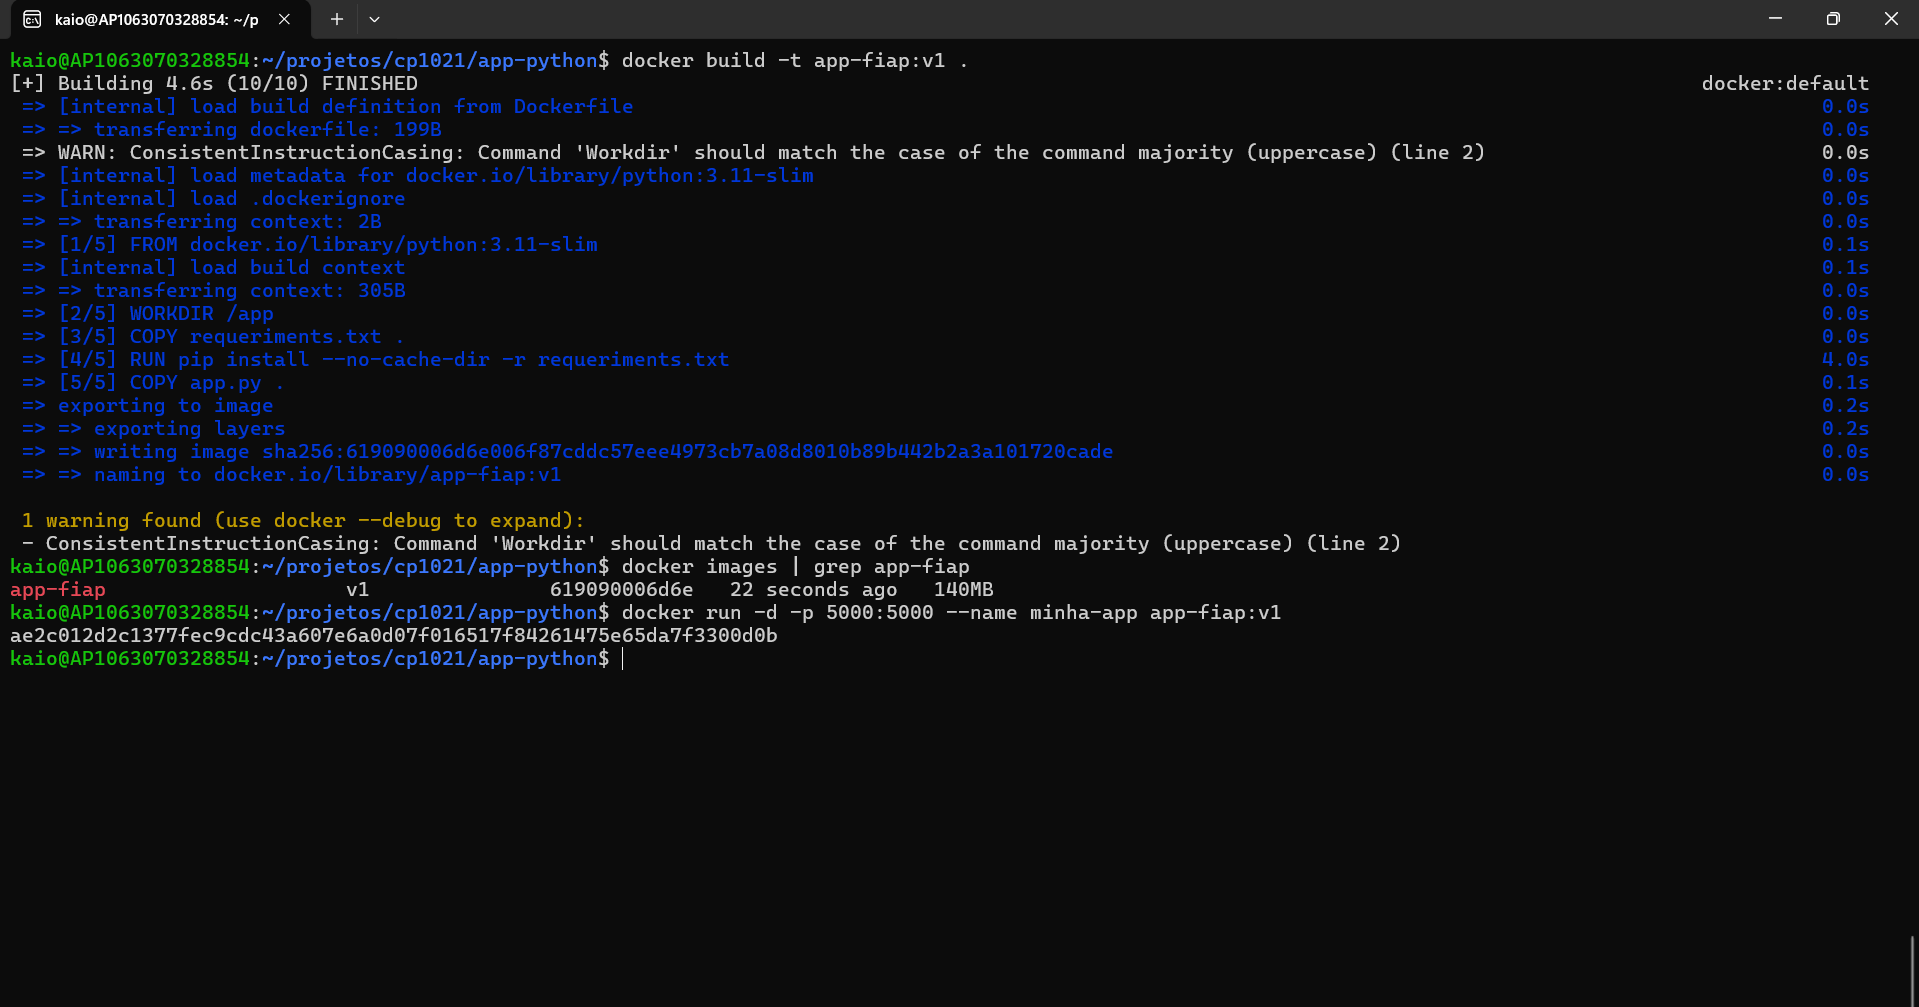 kaio@AP1063070328854: ~/p
kaio@AP1063070328854:~/projetos/cp1021/app-python$ docker build -t app-fiap:v1 .
[+] Building 4.6s (10/10) FINISHED docker:default
=> [internal] load build definition from Dockerfile 0.0s
=> => transferring dockerfile: 199B 0.0s
=> WARN: ConsistentInstructionCasing: Command 'Workdir' should match the case of the command majority (uppercase) (line 2) 0.0s
=> [internal] load metadata for docker.io/library/python:3.11-slim 0.0s
=> [internal] load .dockerignore 0.0s
=> => transferring context: 2B 0.0s
=> [1/5] FROM docker.io/library/python:3.11-slim 0.1s
=> [internal] load build context 0.1s
=> => transferring context: 305B 0.0s
=> [2/5] WORKDIR /app 0.0s
=> [3/5] COPY requeriments.txt . 0.0s
=> [4/5] RUN pip install --no-cache-dir -r requeriments.txt 4.0s
=> [5/5] COPY app.py . 0.1s
=> exporting to image 0.2s
=> => exporting layers 0.2s
=> => writing image sha256:619090006d6e006f87cddc57eee4973cb7a08d8010b89b442b2a3a101720cade 0.0s
=> => naming to docker.io/library/app-fiap:v1 0.0s
1 warning found (use docker --debug to expand):
- ConsistentInstructionCasing: Command 'Workdir' should match the case of the command majority (uppercase) (line 2)
kaio@AP1063070328854:~/projetos/cp1021/app-python$ docker images | grep app-fiap
app-fiap v1 619090006d6e 22 seconds ago 140MB
kaio@AP1063070328854:~/projetos/cp1021/app-python$ docker run -d -p 5000:5000 --name minha-app app-fiap:v1
ae2c012d2c1377fec9cdc43a607e6a0d07f016517f84261475e65da7f3300d0b
kaio@AP1063070328854:~/projetos/cp1021/app-python$